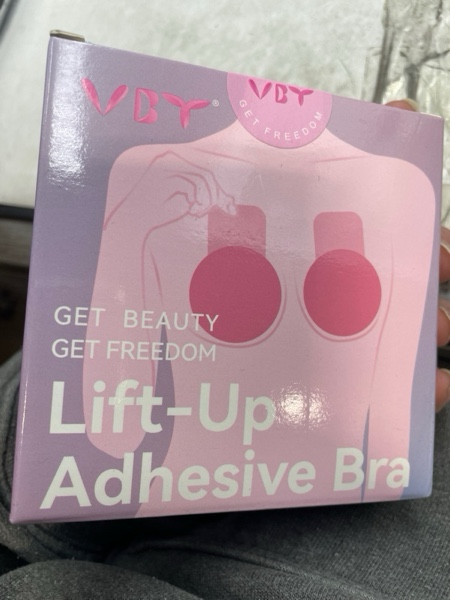 VBY®
VBY
GET FREEDOM
GET BEAUTY
GET FREEDOM
Lift-Up
Adhesive Bra